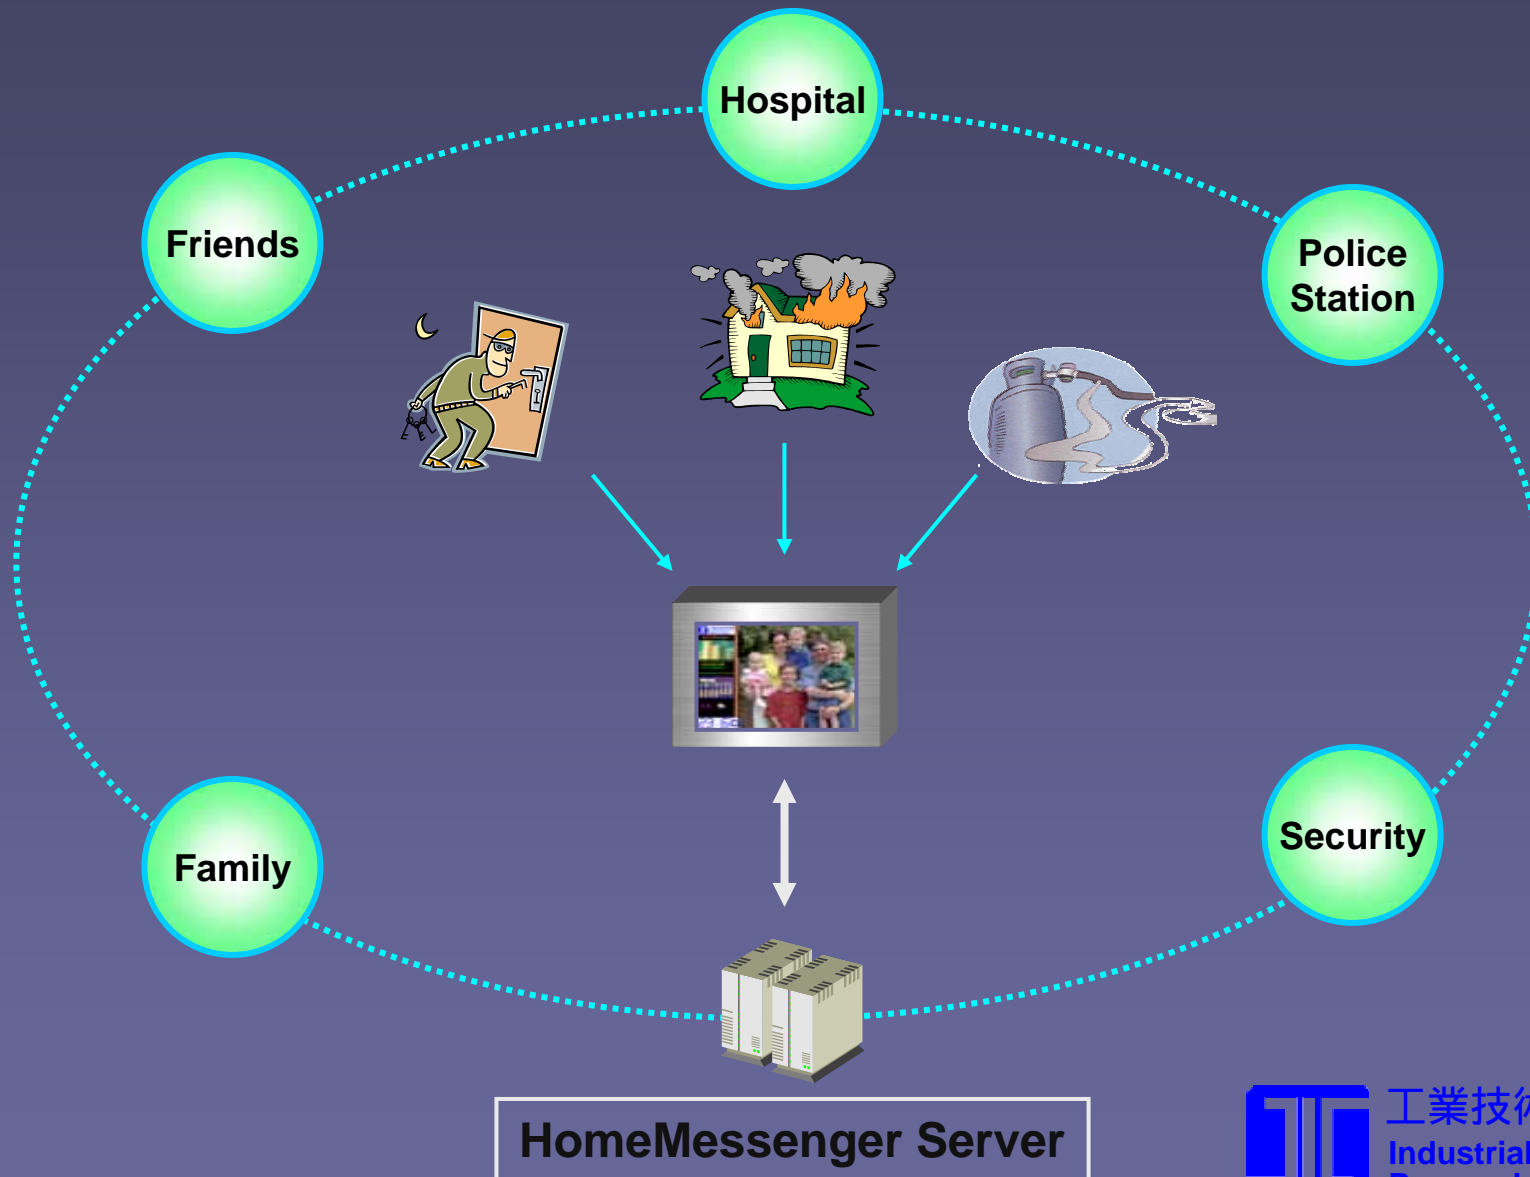 Hospital
Friends
Police
Station
Family
Security
HomeMessenger Server
工業技
Industrial